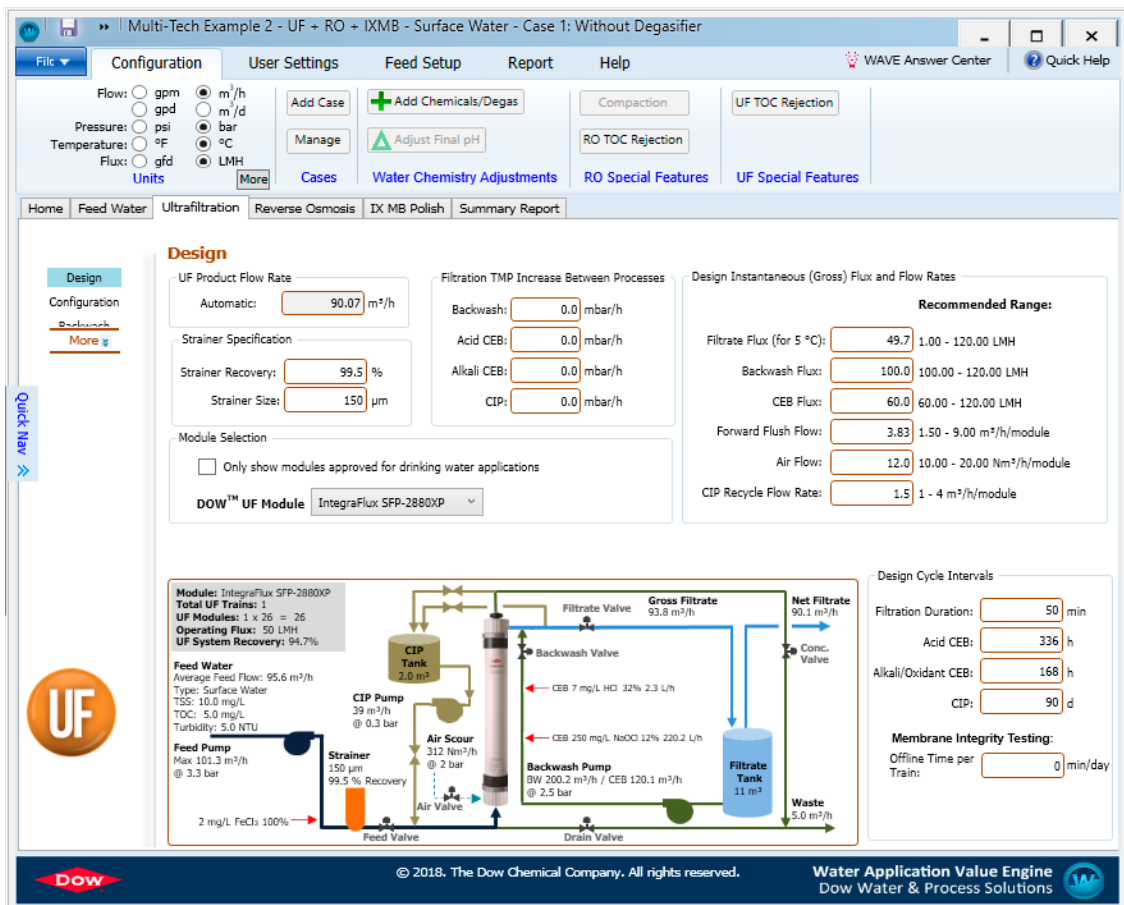 Multi-Tech Example 2 - UF + RO + IXMB - Surface Water - Case 1: Without Degasifier
File Configuration User Settings Feed Setup Report Help WAVE Answer Center Quick Help
Flow: gpm m³/h
gpd m³/d
Pressure: psi bar
Temperature: °F °C
Flux: gfd LMH
Units More
Add Case
Manage
Cases
Add Chemicals/Degas
Adjust Final pH
Water Chemistry Adjustments
Compaction
RO TOC Rejection
RO Special Features
UF TOC Rejection
UF Special Features
Home Feed Water Ultrafiltration Reverse Osmosis IX MB Polish Summary Report
Quick Nav
Design
Configuration
Backwash
More
Design
UF Product Flow Rate
Automatic: 90.07 m³/h
Strainer Specification
Strainer Recovery: 99.5 %
Strainer Size: 150 µm
Filtration TMP Increase Between Processes
Backwash: 0.0 mbar/h
Acid CEB: 0.0 mbar/h
Alkali CEB: 0.0 mbar/h
CIP: 0.0 mbar/h
Design Instantaneous (Gross) Flux and Flow Rates
Recommended Range:
Filtrate Flux (for 5 °C): 49.7 1.00 - 120.00 LMH
Backwash Flux: 100.0 100.00 - 120.00 LMH
CEB Flux: 60.0 60.00 - 120.00 LMH
Forward Flush Flow: 3.83 1.50 - 9.00 m³/h/module
Air Flow: 12.0 10.00 - 20.00 Nm³/h/module
CIP Recycle Flow Rate: 1.5 1 - 4 m³/h/module
Module Selection
Only show modules approved for drinking water applications
DOW™ UF Module IntegraFlux SFP-2880XP
Module: IntegraFlux SFP-2880XP
Total UF Trains: 1
UF Modules: 1 x 26 = 26
Operating Flux: 50 LMH
UF System Recovery: 94.7%
Feed Water
Average Feed Flow: 95.6 m³/h
Type: Surface Water
TSS: 10.0 mg/L
TOC: 5.0 mg/L
Turbidity: 5.0 NTU
Feed Pump
Max 101.3 m³/h
@ 3.3 bar
2 mg/L FeCl₃ 100%
Strainer
150 µm
99.5 % Recovery
CIP
Tank
2.0 m³
CIP Pump
39 m³/h
@ 0.3 bar
Air Scour
312 Nm³/h
@ 2 bar
Air Valve
Feed Valve
DOW
Filtrate Valve
Gross Filtrate
93.8 m³/h
Net Filtrate
90.1 m³/h
Backwash Valve
Conc.
Valve
CEB 7 mg/L HCl 32% 2.3 L/h
CEB 250 mg/L NaOCl 12% 220.2 L/h
Backwash Pump
BW 200.2 m³/h / CEB 120.1 m³/h
@ 2.5 bar
Filtrate
Tank
11 m³
Waste
5.0 m³/h
Drain Valve
Design Cycle Intervals
Filtration Duration: 50 min
Acid CEB: 336 h
Alkali/Oxidant CEB: 168 h
CIP: 90 d
Membrane Integrity Testing:
Offline Time per
Train: 0 min/day
UF
DOW
© 2018. The Dow Chemical Company. All rights reserved.
Water Application Value Engine
Dow Water & Process Solutions